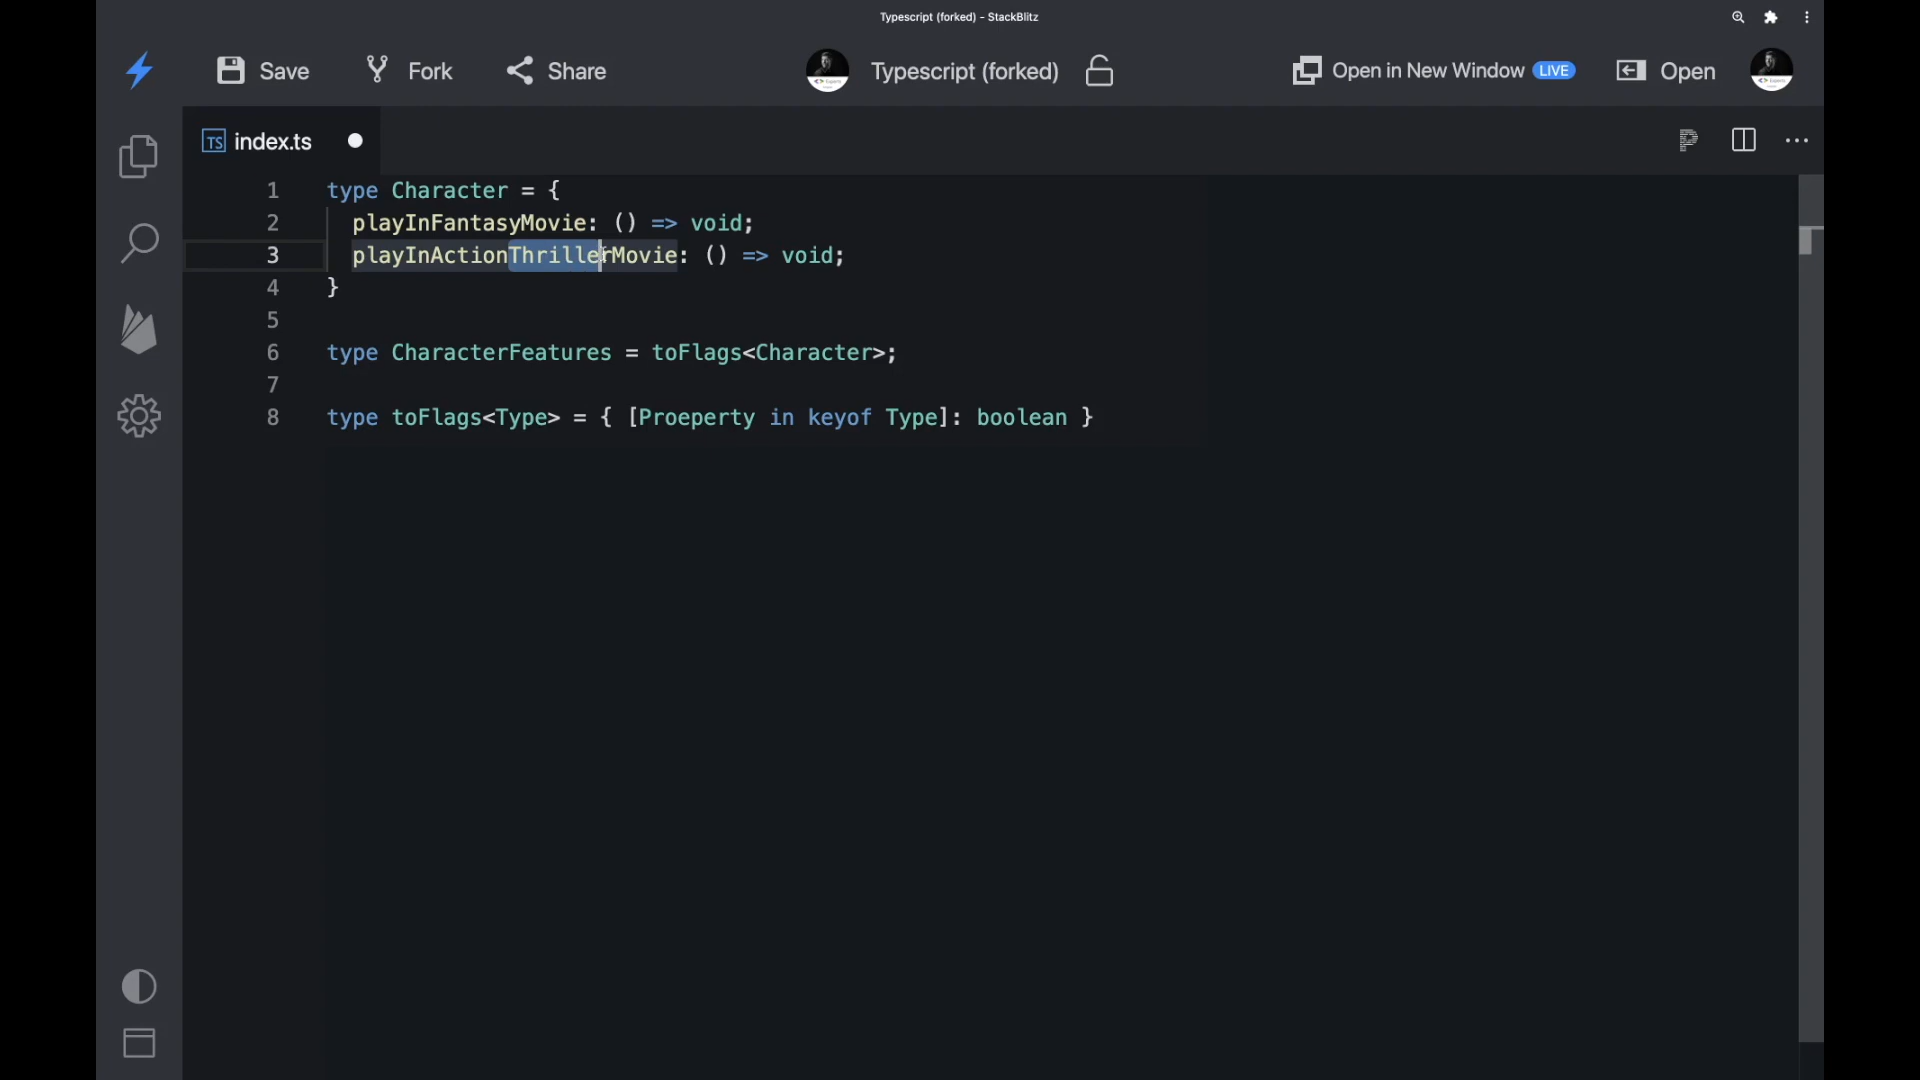 Typescript (forked) - StackBlitz
Save
Fork
Share
Typescript (forked)
Open in New Window LIVE
Open
TS index.ts
1 type Character = {
2 playInFantasyMovie: () => void;
3 playInActionThrillerMovie: () => void;
4 }
5
6 type CharacterFeatures = toFlags<Character>;
7
8 type toFlags<Type> = { [Proeperty in keyof Type]: boolean }